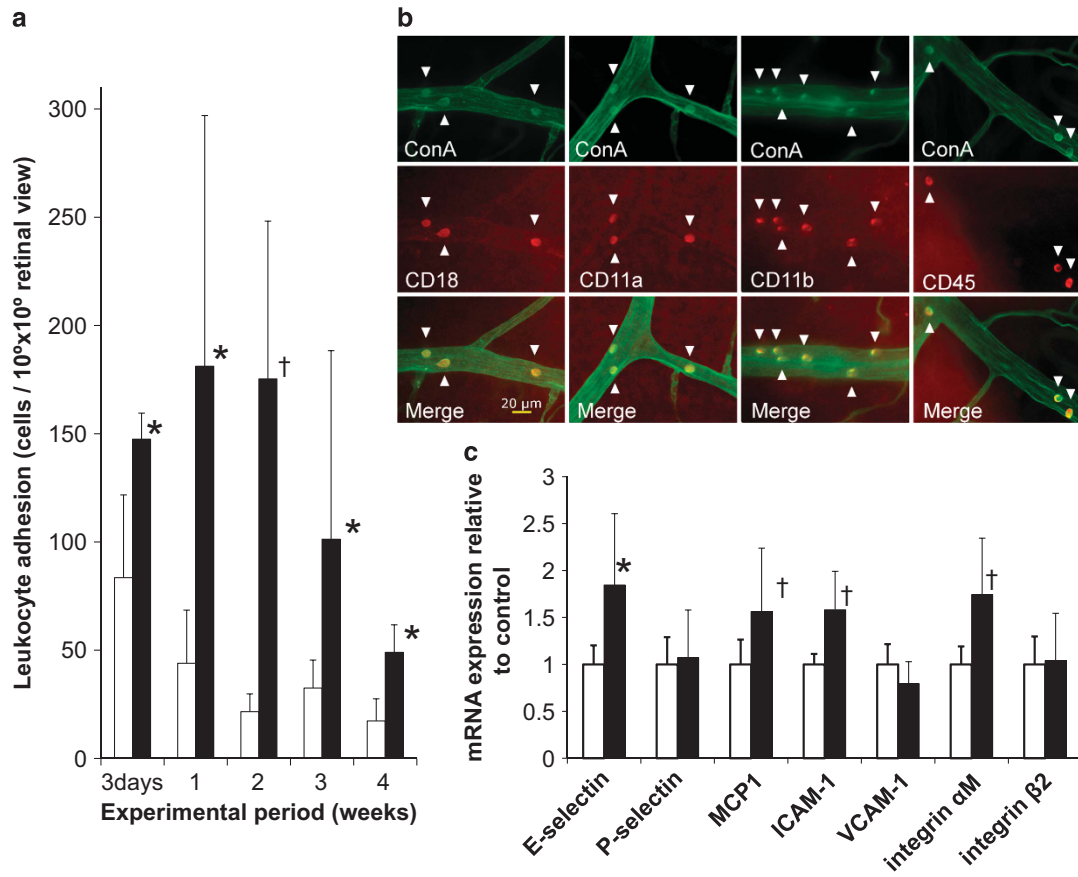 a
Leukocyte adhesion (cells / 10ºx10º retinal view)
300
250
200
150
100
50
0
*
*
†
*
*
3days
1
2
3
4
Experimental period (weeks)
b
ConA
ConA
ConA
ConA
CD18
CD11a
CD11b
CD45
Merge
20 µm
Merge
Merge
Merge
c
mRNA expression relative
to control
3
2.5
2
1.5
1
0.5
0
*
†
†
†
E-selectin
P-selectin
MCP1
ICAM-1
VCAM-1
integrin αM
integrin β2